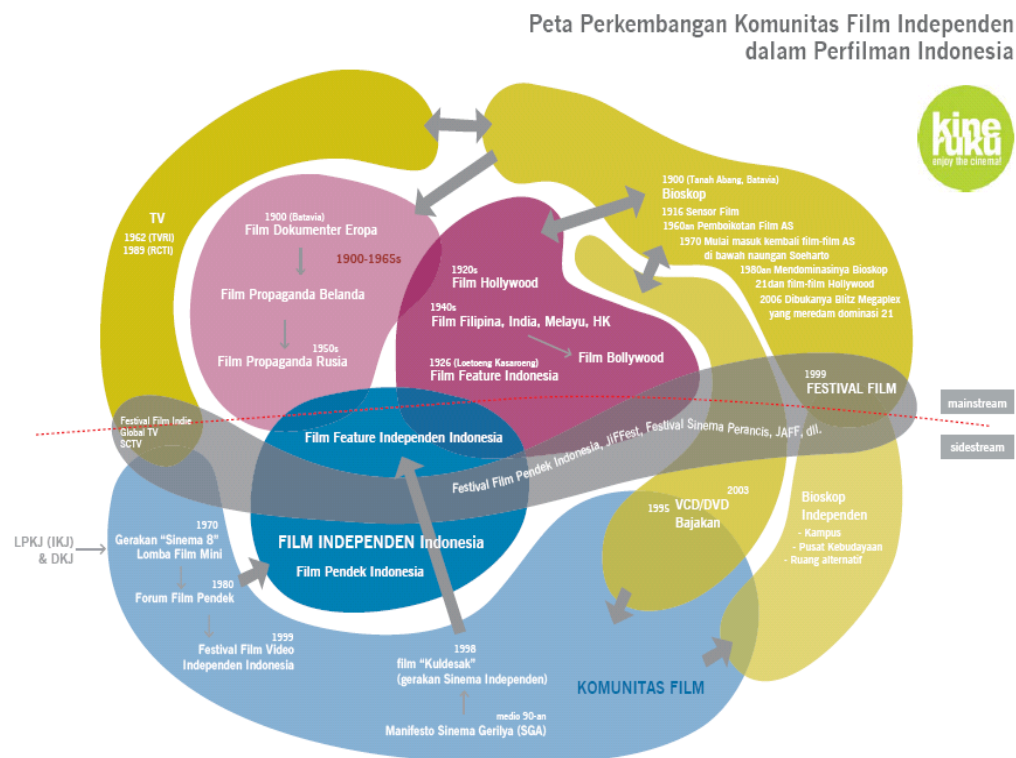 Peta Perkembangan Komunitas Film Independen
dalam Perfilman Indonesia
kine
ruku
enjoy the cinema!
TV
1962 (TVRI)
1989 (RCTI)
1900 (Batavia)
Film Dokumenter Eropa
1900-196Ss
Film Propaganda Belanda
1950s
Film Propaganda Rusia
1920s
Film Hollywood
1940s
Film Filipina, India, Melayu, HK
Film Bollywood
1926 (Loetoeng Kasaroeng)
Film Feature Indonesia
1900 (Tanah Abang, Batavia)
Bioskop
1916 Sensor Film
1960an Pemboikotan Film AS
1970 Mulai masuk kembali film-film AS
di bawah naungan Soeharto
1980an Mendominasinya Bioskop
21dan film-film Hollywood
2006 Dibukanya Blitz Megaplex
yang meredam dominasi 21
1999
FESTIVAL FILM
mainstream
sidestream
Festival Film Indie
Global TV
SCTV
Film Feature Independen Indonesia
Festival Film Pendek Indonesia, JiFFest, Festival Sinema Perancis, JAFF, dll.
FILM INDEPENDEN Indonesia
Film Pendek Indonesia
2003
1995 VCD/DVD
Bajakan
Bioskop
Independen
- Kampus
- Pusat Kebudayaan
- Ruang alternatif
LPKJ (IKJ)
& DKJ
1970
Gerakan "Sinema 8"
Lomba Film Mini
1980
Forum Film Pendek
1999
Festival Film Video
Independen Indonesia
1998
film "Kuldesak"
(gerakan Sinema Independen)
medio 90-an
Manifesto Sinema Gerilya (SGA)
KOMUNITAS FILM